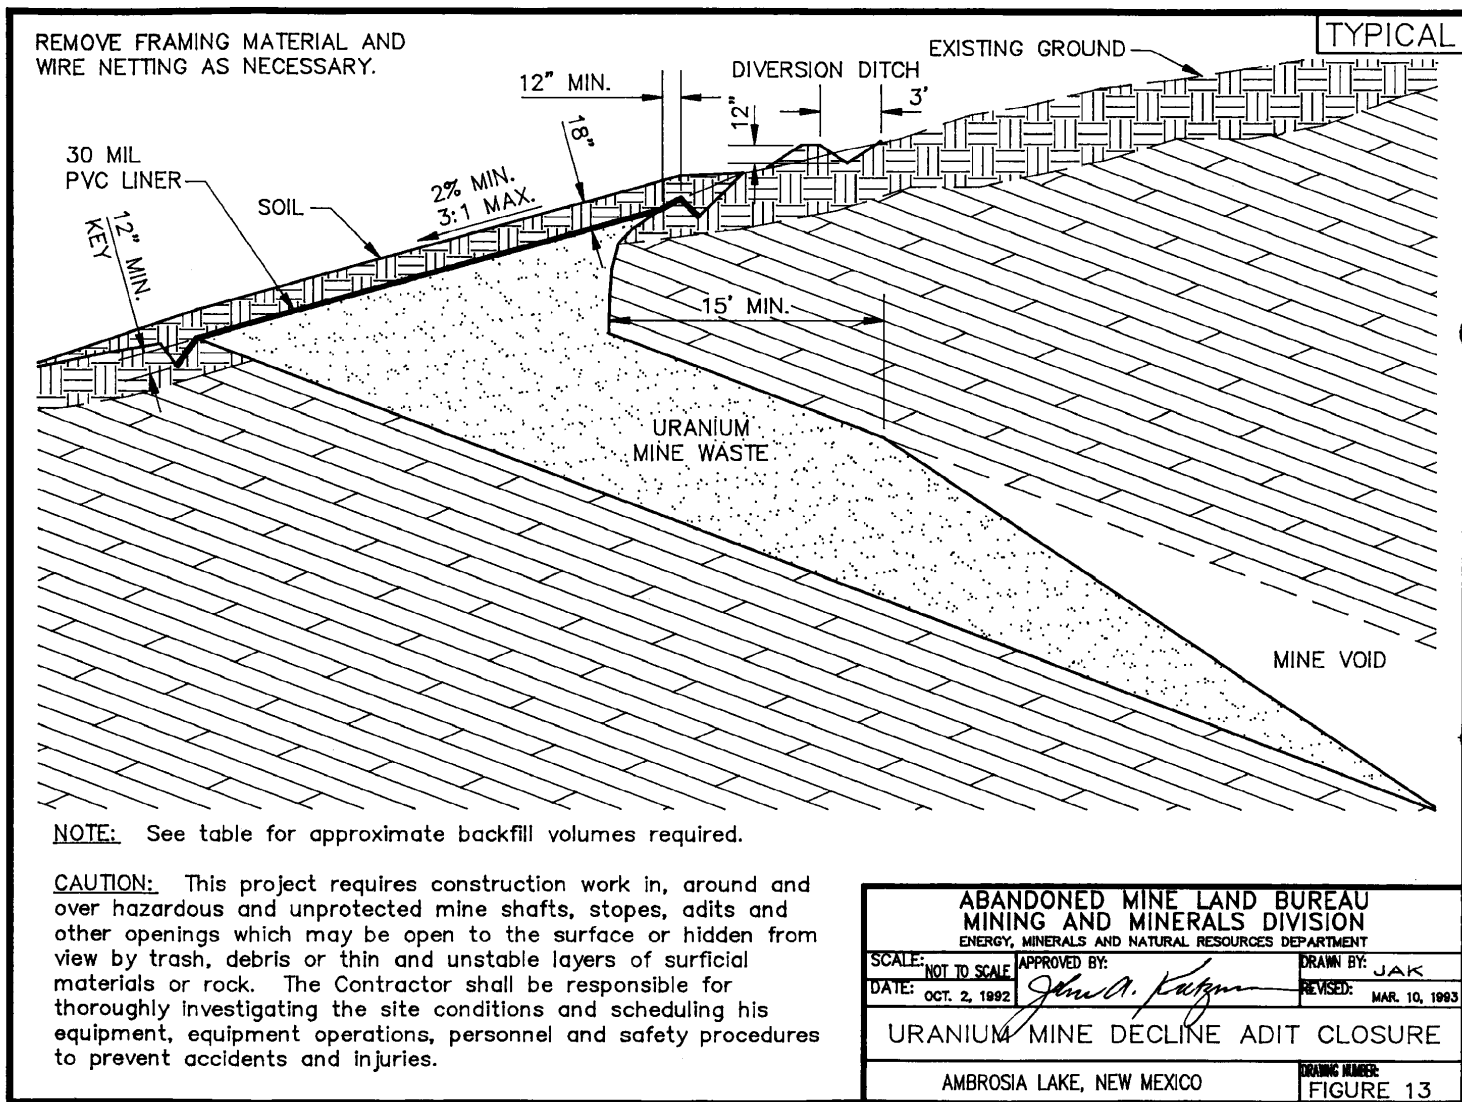 TYPICAL
REMOVE FRAMING MATERIAL AND
WIRE NETTING AS NECESSARY.
EXISTING GROUND
DIVERSION DITCH
12" MIN.
3'
12"
18"
30 MIL
PVC LINER
2% MIN.
3:1 MAX.
SOIL
12" MIN.
KEY
15' MIN.
URANIUM
MINE WASTE
MINE VOID
NOTE: See table for approximate backfill volumes required.
CAUTION: This project requires construction work in, around and
over hazardous and unprotected mine shafts, stopes, adits and
other openings which may be open to the surface or hidden from
view by trash, debris or thin and unstable layers of surficial
materials or rock. The Contractor shall be responsible for
thoroughly investigating the site conditions and scheduling his
equipment, equipment operations, personnel and safety procedures
to prevent accidents and injuries.
ABANDONED MINE LAND BUREAU
MINING AND MINERALS DIVISION
ENERGY, MINERALS AND NATURAL RESOURCES DEPARTMENT
SCALE: NOT TO SCALE
APPROVED BY:
DRAWN BY: JAK
DATE: OCT. 2, 1992
John A.
REVISED: MAR. 10, 1993
URANIUM MINE DECLINE ADIT CLOSURE
AMBROSIA LAKE, NEW MEXICO
DRAWING NUMBER:
FIGURE 13